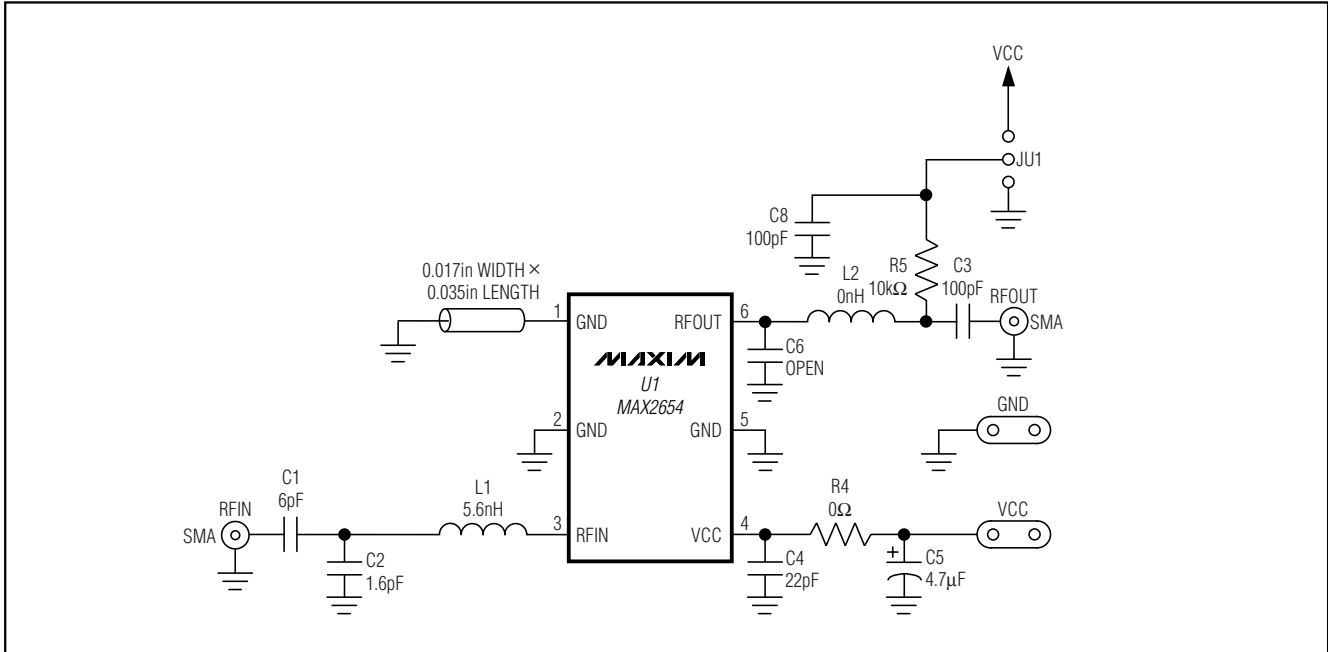 VCC
JU1
C8
100pF
R5
10kΩ
C3
100pF
L2
0nH
RFOUT
SMA
0.017in WIDTH ×
0.035in LENGTH
1
GND
RFOUT
6
C6
OPEN
MAXIM
U1
MAX2654
2
GND
GND
5
GND
C1
6pF
L1
5.6nH
R4
0Ω
SMA
RFIN
3
RFIN
VCC
4
VCC
C2
1.6pF
C4
22pF
+
C5
4.7μF